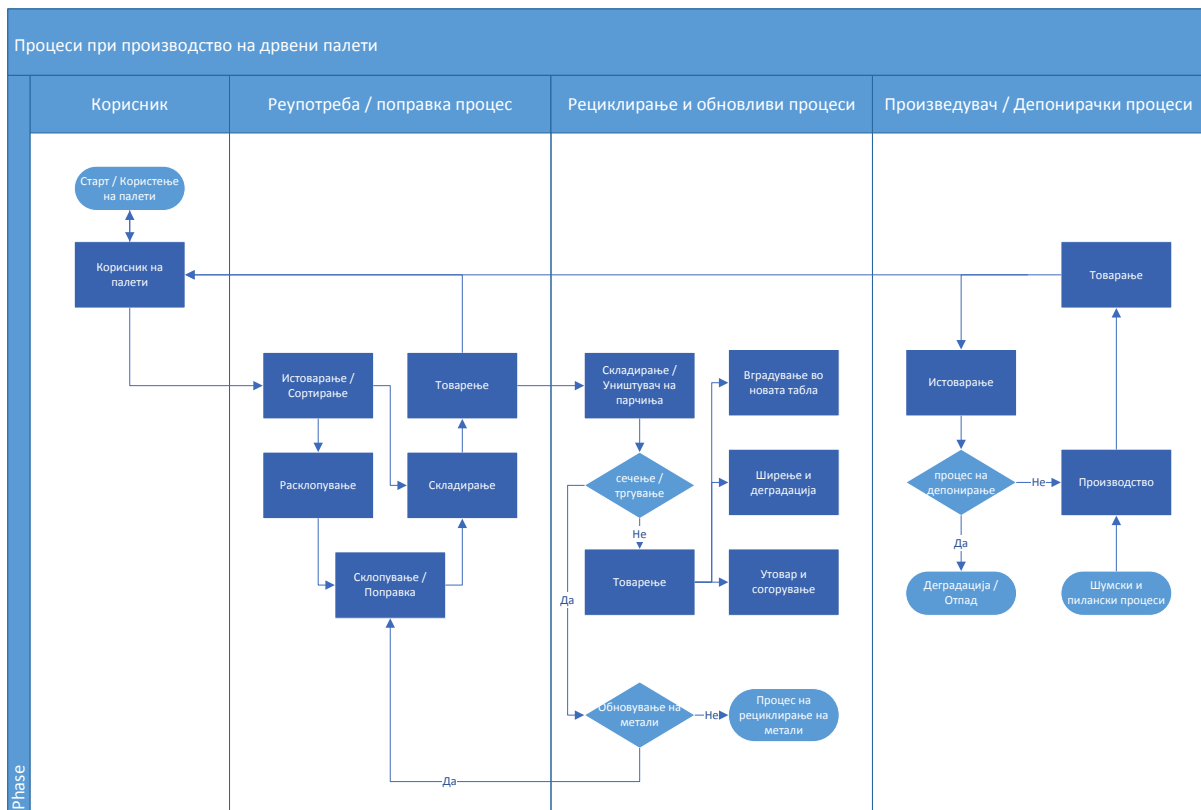 Процеси при производство на дрвени палети
Корисник
Реупотреба / поправка процес
Рециклирање и обновливи процеси
Произведувач / Депонирачки процеси
Phase
Старт / Користење
на палети
Корисник на
палети
Истоварање /
Сортирање
Расклопување
Склопување /
Поправка
Товарење
Складирање
Складирање /
Уништувач на
парчиња
сечење /
тргување
Не
Товарење
Да
Обновување на
метали
Не
Да
Вградување во
новата табла
Ширење и
деградација
Утовар и
согорување
Процес на
рециклирање на
метали
Товарање
Истоварање
процес на
депонирање
Не
Производство
Да
Деградација /
Отпад
Шумски и
пилански процеси